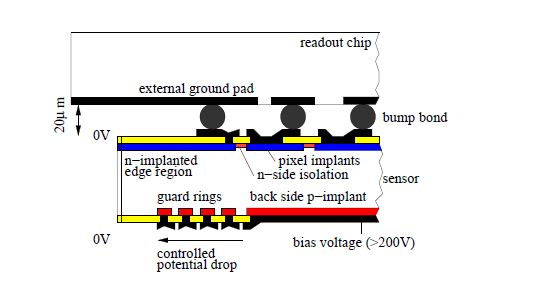 readout chip
external ground pad
20µ m
bump bond
0V
n−implanted
edge region
pixel implants
n−side isolation
sensor
guard rings
back side p−implant
0V
bias voltage (>200V)
controlled
potential drop